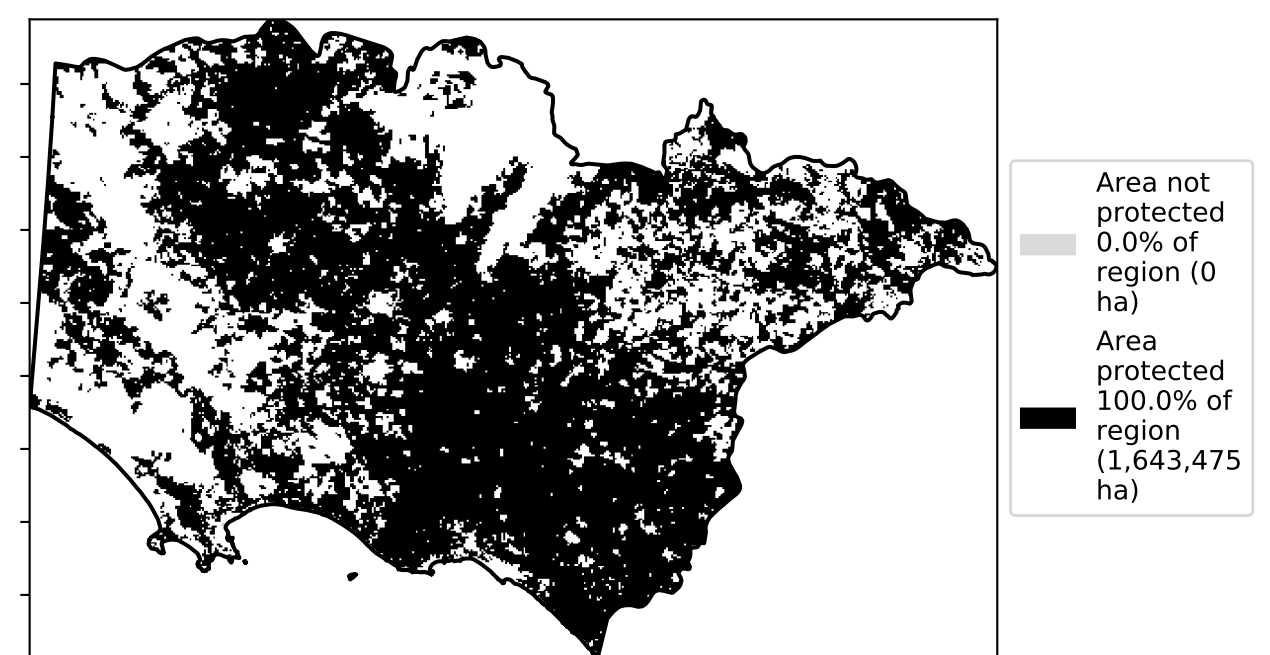 Area not
protected
0.0% of
region (0
ha)
Area
protected
100.0% of
region
(1,643,475
ha)